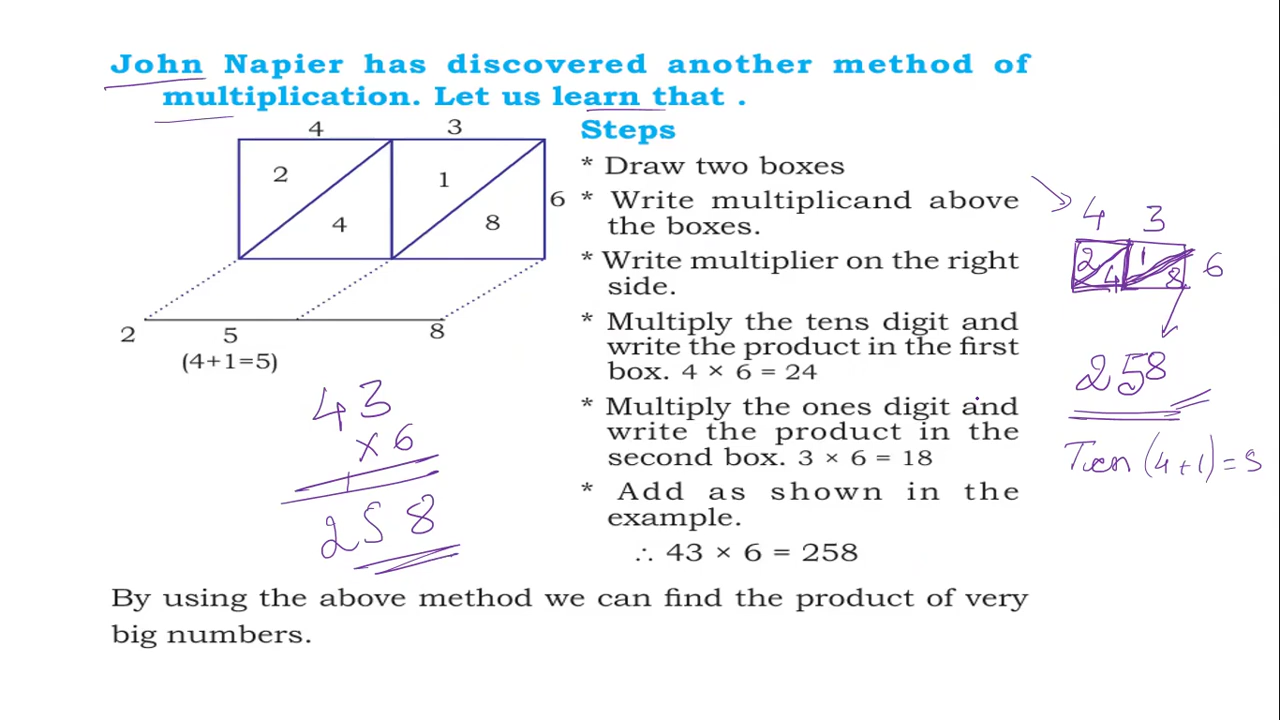 John Napier has discovered another method of
multiplication. Let us learn that .
4 3
2 4 1 8 6
2 5 8
(4+1=5)
Steps
* Draw two boxes
* Write multiplicand above
the boxes.
* Write multiplier on the right
side.
* Multiply the tens digit and
write the product in the first
box. 4 × 6 = 24
* Multiply the ones digit and
write the product in the
second box. 3 × 6 = 18
* Add as shown in the
example.
∴ 43 × 6 = 258
43
× 6
1
258
4 3
2 4 1 8 6
258
(4+1)=5
By using the above method we can find the product of very
big numbers.